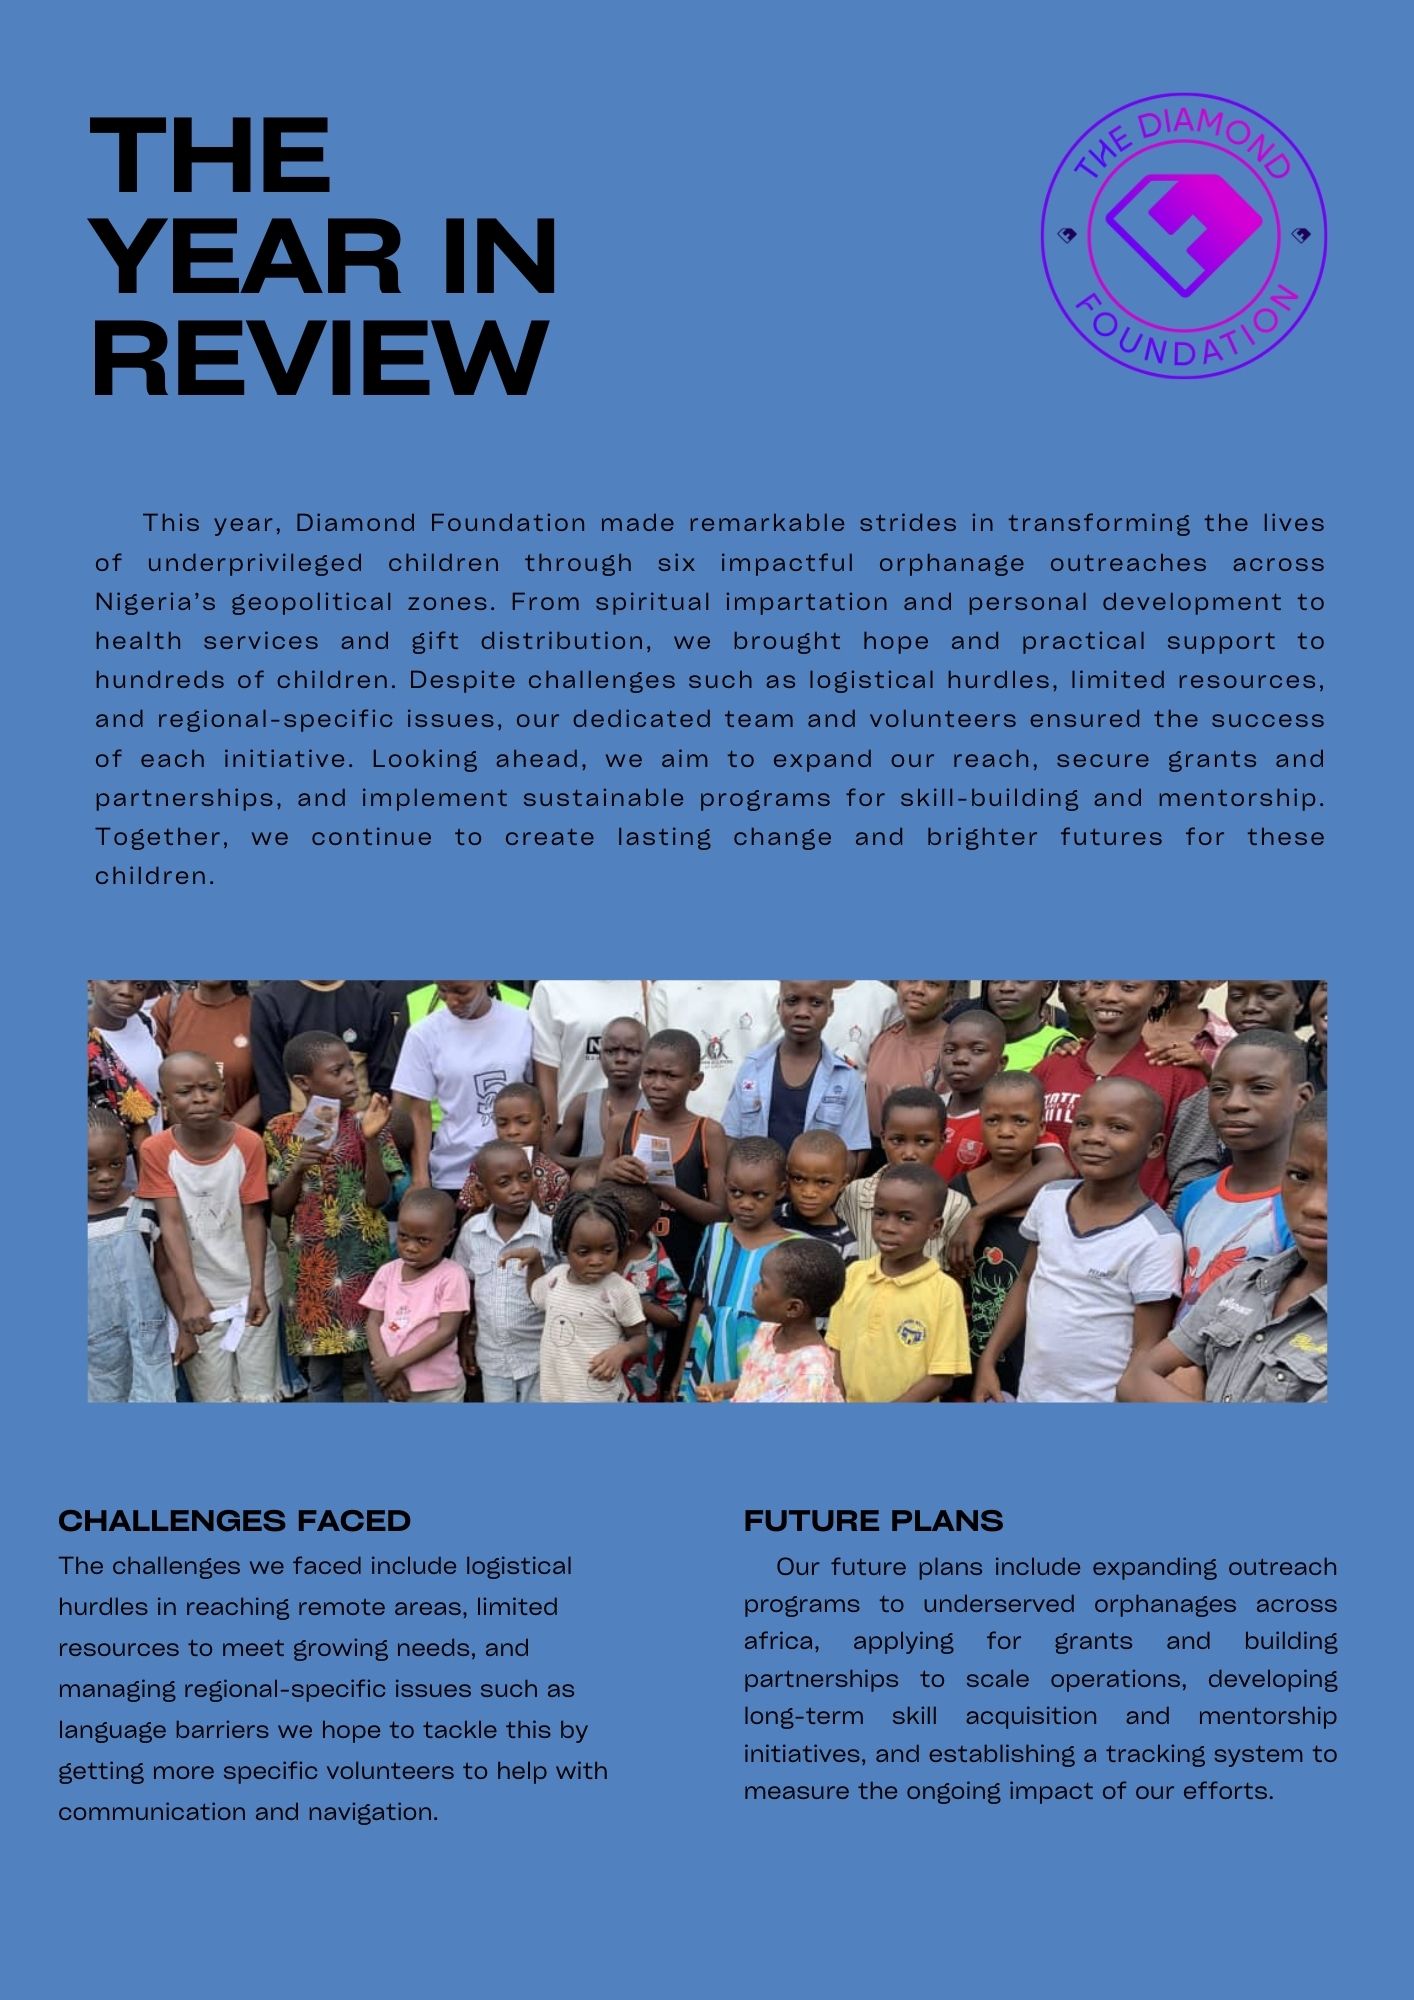 THE
YEAR IN
REVIEW
THE DIAMOND
FOUNDATION
This year, Diamond Foundation made remarkable strides in transforming the lives
of underprivileged children through six impactful orphanage outreaches across
Nigeria’s geopolitical zones. From spiritual impartation and personal development to
health services and gift distribution, we brought hope and practical support to
hundreds of children. Despite challenges such as logistical hurdles, limited resources,
and regional-specific issues, our dedicated team and volunteers ensured the success
of each initiative. Looking ahead, we aim to expand our reach, secure grants and
partnerships, and implement sustainable programs for skill-building and mentorship.
Together, we continue to create lasting change and brighter futures for these
children.
CHALLENGES FACED
The challenges we faced include logistical
hurdles in reaching remote areas, limited
resources to meet growing needs, and
managing regional-specific issues such as
language barriers we hope to tackle this by
getting more specific volunteers to help with
communication and navigation.
FUTURE PLANS
Our future plans include expanding outreach
programs to underserved orphanages across
africa, applying for grants and building
partnerships to scale operations, developing
long-term skill acquisition and mentorship
initiatives, and establishing a tracking system to
measure the ongoing impact of our efforts.